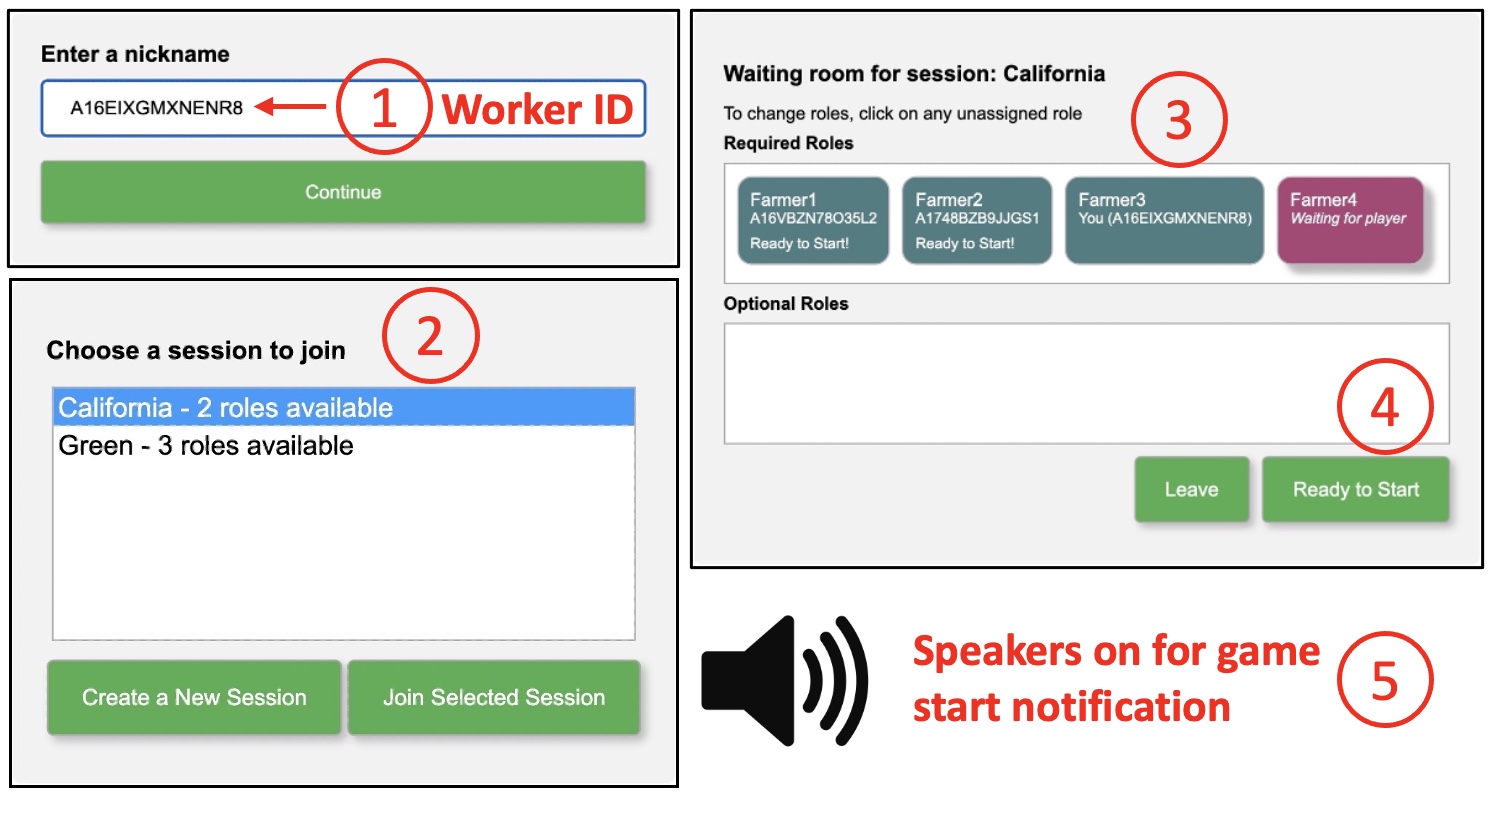 Enter a nickname
A16EIXGMXNENR8
1
Worker ID
Continue
2
Choose a session to join
California - 2 roles available
Green - 3 roles available
Create a New Session
Join Selected Session
Waiting room for session: California
3
To change roles, click on any unassigned role
Required Roles
Farmer1
A16VBZN78O35L2
Ready to Start!
Farmer2
A1748BZB9JJGS1
Ready to Start!
Farmer3
You (A16EIXGMXNENR8)
Farmer4
Waiting for player
Optional Roles
4
Leave
Ready to Start
Speakers on for game
start notification
5